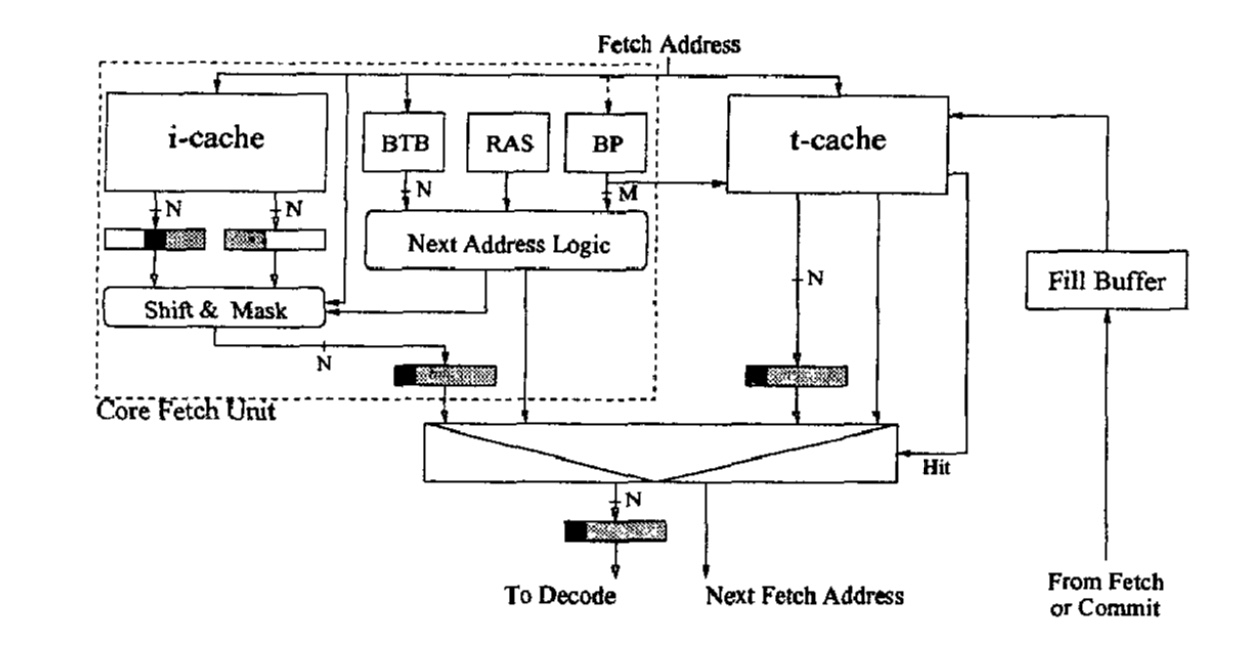 Fetch Address
i-cache
BTB
RAS
BP
t-cache
N
N
N
M
Next Address Logic
Shift & Mask
N
Fill Buffer
N
Core Fetch Unit
Hit
N
To Decode
Next Fetch Address
From Fetch
or Commit